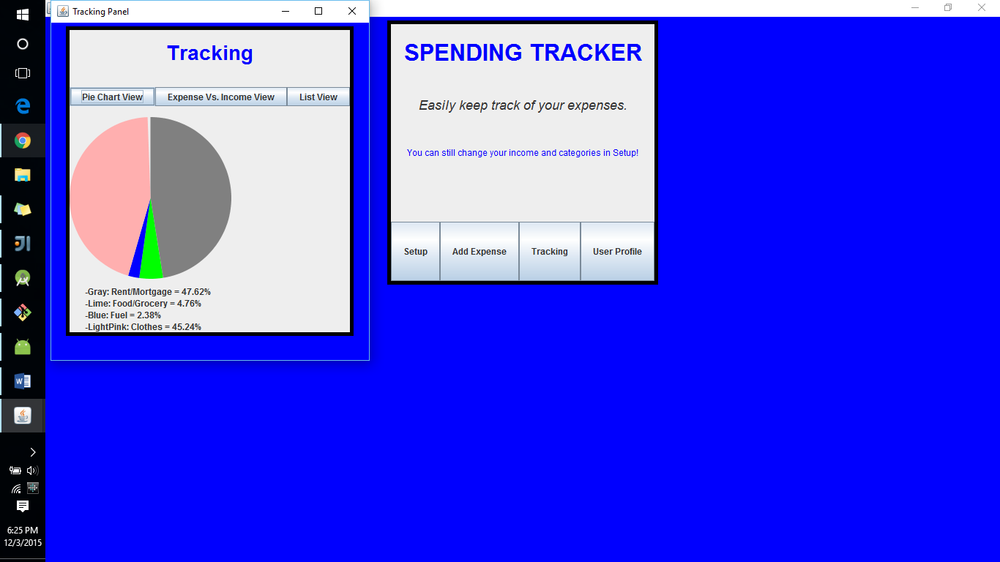 Tracking Panel
Tracking
Pie Chart View
Expense Vs. Income View
List View
-Gray: Rent/Mortgage = 47.62%
-Lime: Food/Grocery = 4.76%
-Blue: Fuel = 2.38%
-LightPink: Clothes = 45.24%
SPENDING TRACKER
Easily keep track of your expenses.
You can still change your income and categories in Setup!
Setup
Add Expense
Tracking
User Profile
6:25 PM
12/3/2015